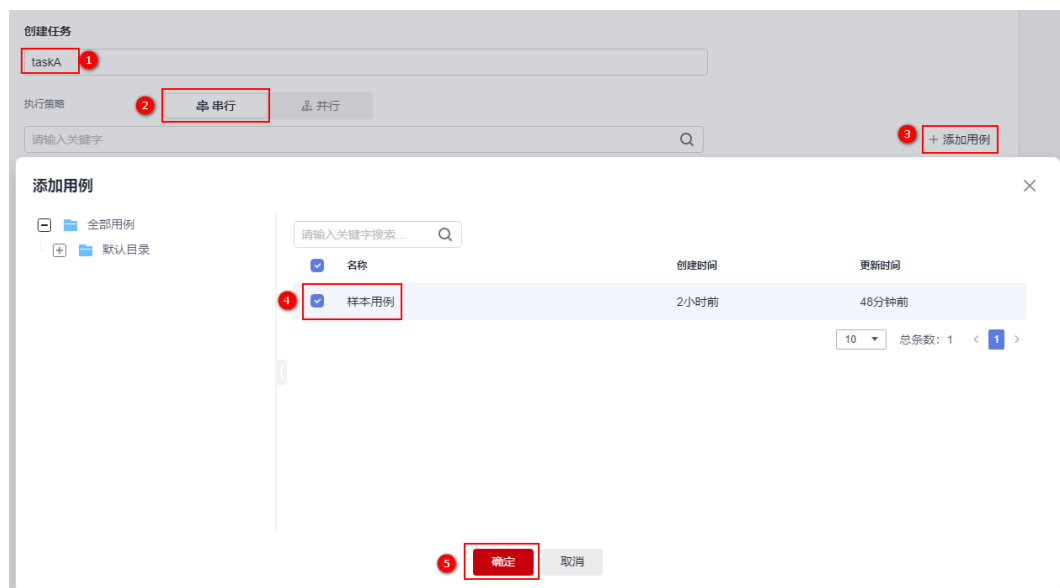 创建任务
taskA 1
执行策略 2 串行 并行
请输入关键字 3 + 添加用例
添加用例
全部用例
默认目录
请输入关键字搜索...
名称 创建时间 更新时间
4 样本用例 2小时前 48分钟前
10 总条数: 1 < 1 >
5 确定 取消